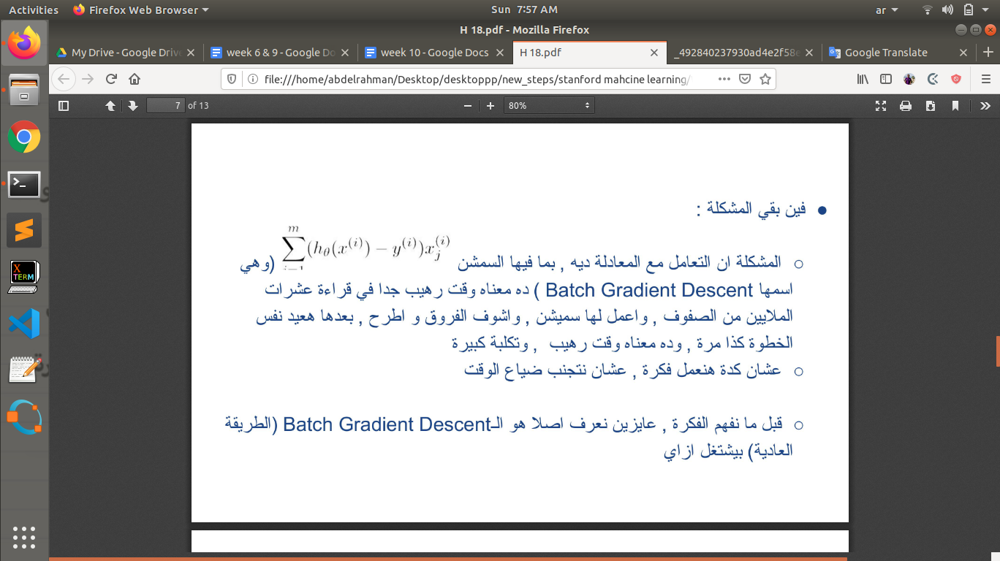 Activities
Firefox Web Browser
Sun 7:57 AM
ar
H 18.pdf - Mozilla Firefox
My Drive - Google Drive
week 6 & 9 - Google Do
week 10 - Google Docs
H 18.pdf
_492840237930ad4e2f58e
Google Translate
file:///home/abdelrahman/Desktop/desktoppp/new_steps/stanford mahcine learning/
7 of 13
80%
فين بقي المشكلة :
المشكلة ان التعامل مع المعادلة ديه , بما فيها السمشن \sum_{i=1}^{m}(h_θ(x^{(i)}) − y^{(i)})x_j^{(i)} (وهي
اسمها Batch Gradient Descent ) ده معناه وقت رهيب جدا في قراءة عشرات
الملايين من الصفوف , واعمل لها سميشن , واشوف الفروق و اطرح , بعدها هعيد نفس
الخطوة كذا مرة , وده معناه وقت رهيب , وتكلبة كبيرة
عشان كدة هنعمل فكرة , عشان نتجنب ضياع الوقت
قبل ما نفهم الفكرة , عايزين نعرف اصلا هو الـBatch Gradient Descent (الطريقة
العادية) بيشتغل ازاي
X
TERM